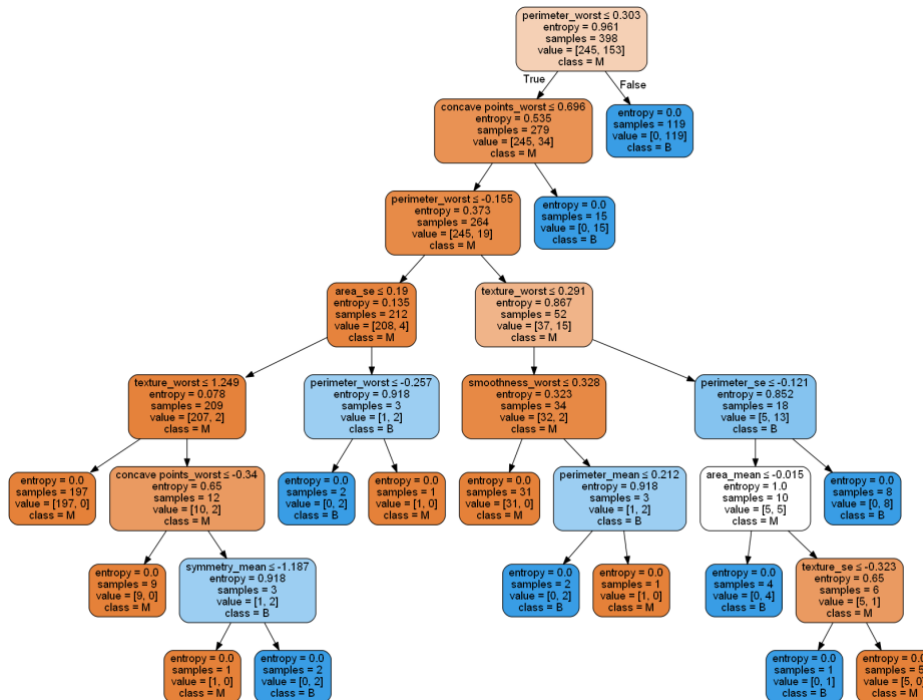 perimeter_worst ≤ 0.303
entropy = 0.961
samples = 398
value = [245, 153]
class = M
True
False
concave points_worst ≤ 0.696
entropy = 0.535
samples = 279
value = [245, 34]
class = M
entropy = 0.0
samples = 119
value = [0, 119]
class = B
perimeter_worst ≤ -0.155
entropy = 0.373
samples = 264
value = [245, 19]
class = M
entropy = 0.0
samples = 15
value = [0, 15]
class = B
area_se ≤ 0.19
entropy = 0.135
samples = 212
value = [208, 4]
class = M
texture_worst ≤ 0.291
entropy = 0.867
samples = 52
value = [37, 15]
class = M
texture_worst ≤ 1.249
entropy = 0.078
samples = 209
value = [207, 2]
class = M
perimeter_worst ≤ -0.257
entropy = 0.918
samples = 3
value = [1, 2]
class = B
smoothness_worst ≤ 0.328
entropy = 0.323
samples = 34
value = [32, 2]
class = M
perimeter_se ≤ -0.121
entropy = 0.852
samples = 18
value = [5, 13]
class = B
entropy = 0.0
samples = 197
value = [197, 0]
class = M
concave points_worst ≤ -0.34
entropy = 0.65
samples = 12
value = [10, 2]
class = M
entropy = 0.0
samples = 2
value = [0, 2]
class = B
entropy = 0.0
samples = 1
value = [1, 0]
class = M
entropy = 0.0
samples = 31
value = [31, 0]
class = M
perimeter_mean ≤ 0.212
entropy = 0.918
samples = 3
value = [1, 2]
class = B
area_mean ≤ -0.015
entropy = 1.0
samples = 10
value = [5, 5]
class = M
entropy = 0.0
samples = 8
value = [0, 8]
class = B
entropy = 0.0
samples = 9
value = [9, 0]
class = M
symmetry_mean ≤ -1.187
entropy = 0.918
samples = 3
value = [1, 2]
class = B
entropy = 0.0
samples = 2
value = [0, 2]
class = B
entropy = 0.0
samples = 1
value = [1, 0]
class = M
entropy = 0.0
samples = 4
value = [0, 4]
class = B
texture_se ≤ -0.323
entropy = 0.65
samples = 6
value = [5, 1]
class = M
entropy = 0.0
samples = 1
value = [1, 0]
class = M
entropy = 0.0
samples = 2
value = [0, 2]
class = B
entropy = 0.0
samples = 1
value = [0, 1]
class = B
entropy = 0.0
samples = 5
value = [5, 0]
class = M